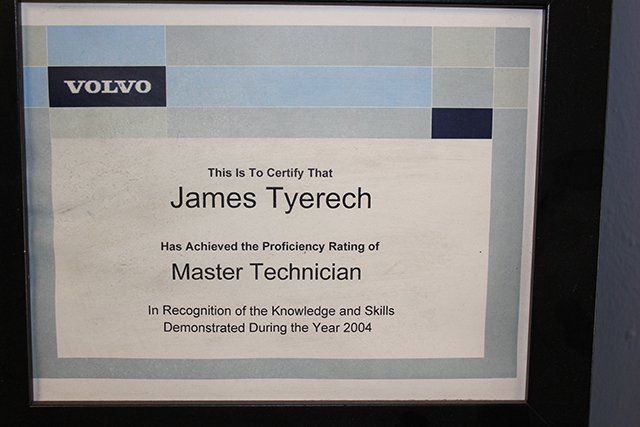 VOLVO
This Is To Certify That
James Tyerech
Has Achieved the Proficiency Rating of
Master Technician
In Recognition of the Knowledge and Skills
Demonstrated During the Year 2004